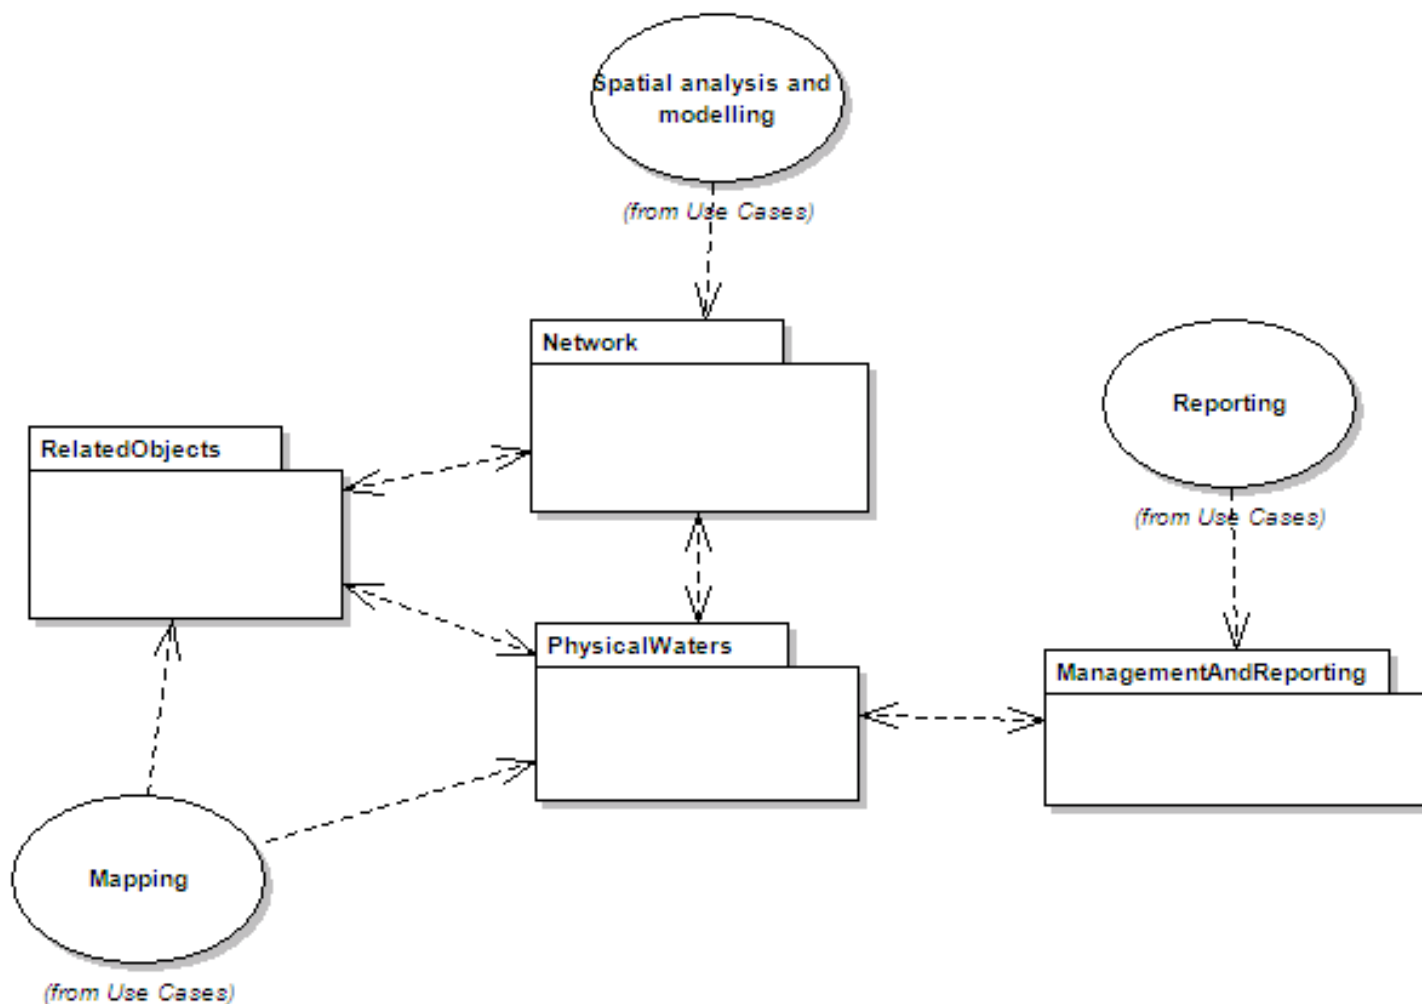 Spatial analysis and
modelling
(from Use Cases)
Network
Reporting
(from Use Cases)
RelatedObjects
PhysicalWaters
ManagementAndReporting
Mapping
(from Use Cases)